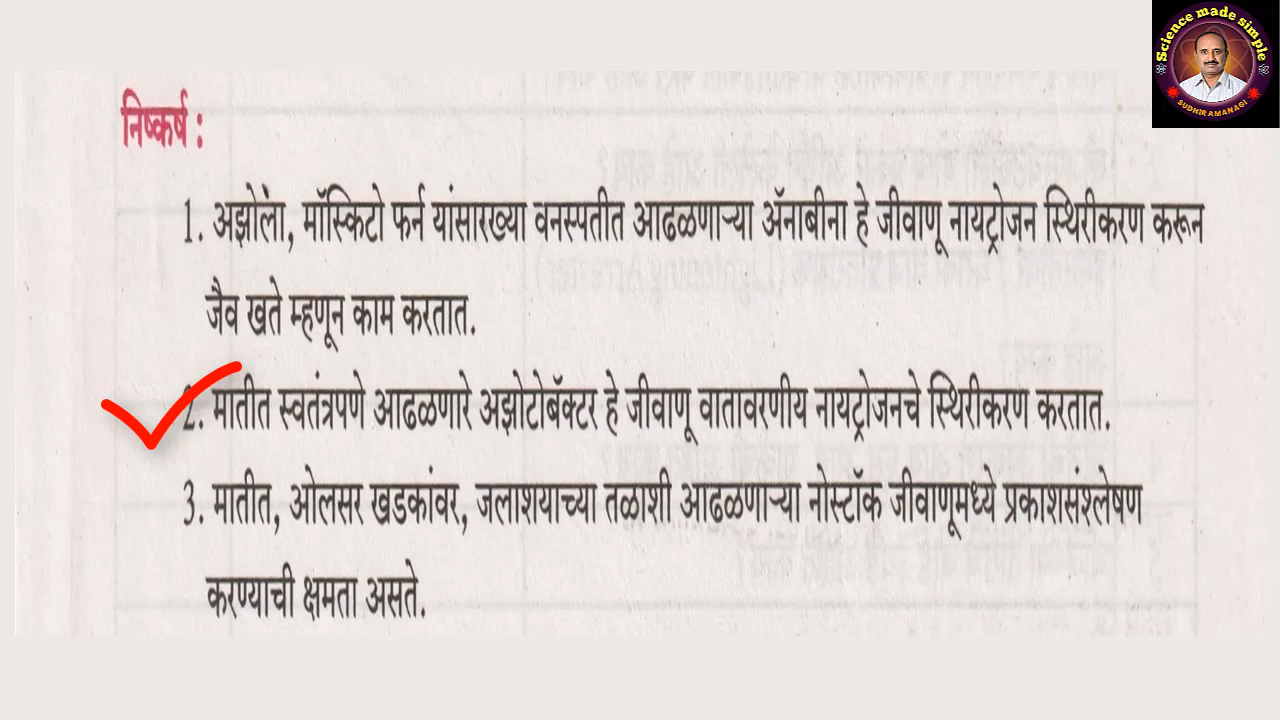 Science made simple
SUDHIR AMANAGI
निष्कर्ष :
1. अझोला, मॉस्किटो फर्न यांसारख्या वनस्पतीत आढळणाऱ्या ॲनाबीना हे जीवाणू नायट्रोजन स्थिरीकरण करून
जैव खते म्हणून काम करतात.
2. मातीत स्वतंत्रपणे आढळणारे अझोटोबॅक्टर हे जीवाणू वातावरणीय नायट्रोजनचे स्थिरीकरण करतात.
3. मातीत, ओलसर खडकांवर, जलाशयाच्या तळाशी आढळणाऱ्या नोस्टॉक जीवाणूमध्ये प्रकाशसंश्लेषण
करण्याची क्षमता असते.